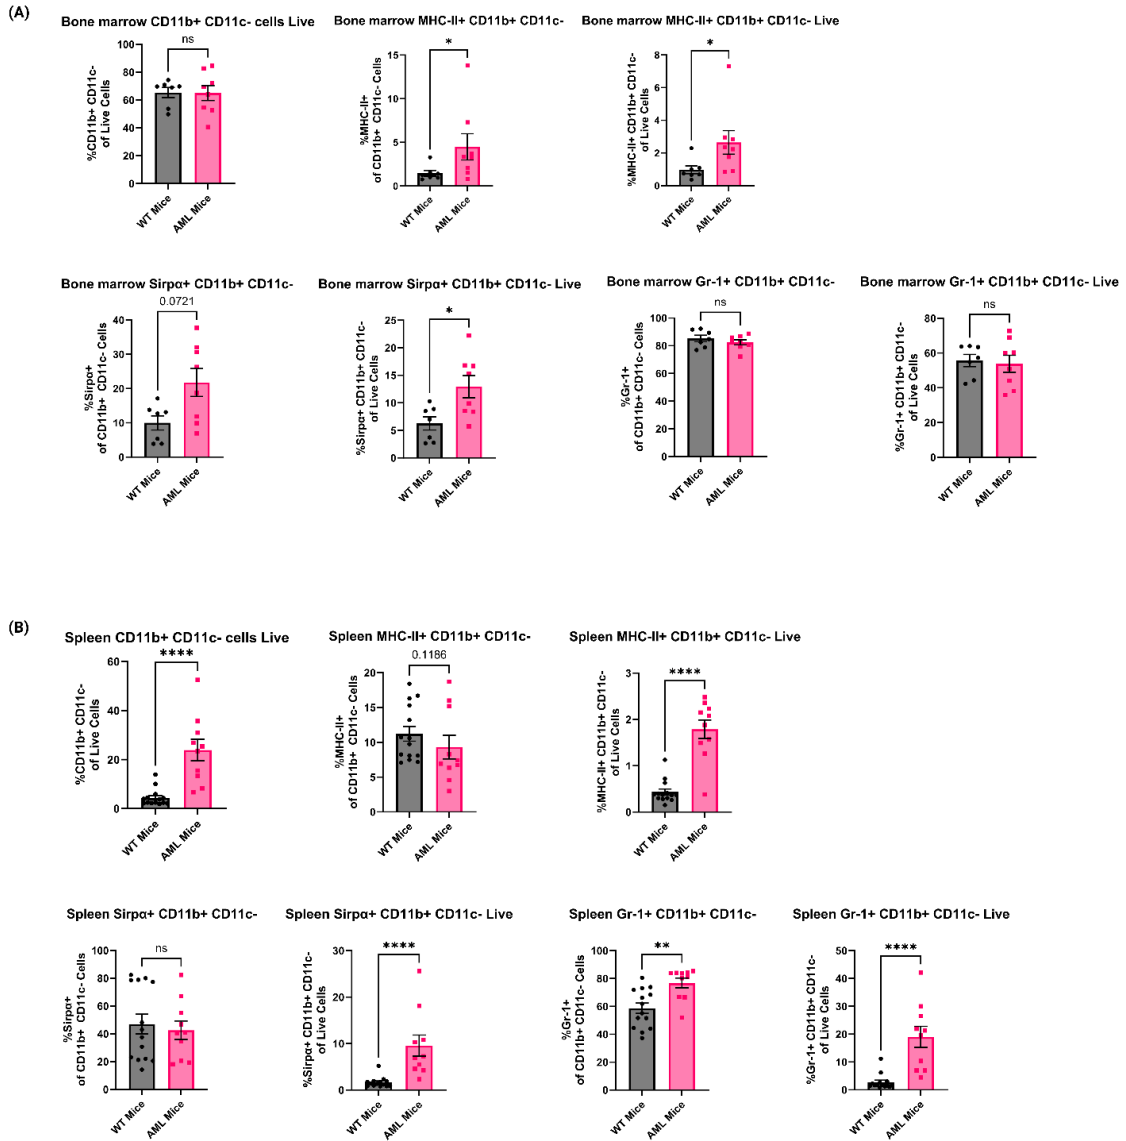 (A)
Bone marrow CD11b+ CD11c- cells Live
ns
%CD11b+ CD11c-
of Live Cells
100
80
60
40
20
0
WT Mice
AML Mice
Bone marrow MHC-II+ CD11b+ CD11c-
*
%MHC-II+
of CD11b+ CD11c- Cells
15
10
5
0
WT Mice
AML Mice
Bone marrow MHC-II+ CD11b+ CD11c- Live
*
%MHC-II+ CD11b+ CD11c-
of Live Cells
8
6
4
2
0
WT Mice
AML Mice
Bone marrow Sirpα+ CD11b+ CD11c-
0.0721
%Sirpα+
of CD11b+ CD11c- Cells
40
30
20
10
0
WT Mice
AML Mice
Bone marrow Sirpα+ CD11b+ CD11c- Live
*
%Sirpα+ CD11b+ CD11c-
of Live Cells
25
20
15
10
5
0
WT Mice
AML Mice
Bone marrow Gr-1+ CD11b+ CD11c-
ns
%Gr-1+
of CD11b+ CD11c- Cells
100
80
60
40
20
0
WT Mice
AML Mice
Bone marrow Gr-1+ CD11b+ CD11c- Live
ns
%Gr-1+ CD11b+ CD11c-
of Live Cells
80
60
40
20
0
WT Mice
AML Mice
(B)
Spleen CD11b+ CD11c- cells Live
****
%CD11b+ CD11c-
of Live Cells
60
40
20
0
WT Mice
AML Mice
Spleen MHC-II+ CD11b+ CD11c-
0.1186
%MHC-II+
of CD11b+ CD11c- Cells
20
15
10
5
0
WT Mice
AML Mice
Spleen MHC-II+ CD11b+ CD11c- Live
****
%MHC-II+ CD11b+ CD11c-
of Live Cells
3
2
1
0
WT Mice
AML Mice
Spleen Sirpα+ CD11b+ CD11c-
ns
%Sirpα+
of CD11b+ CD11c- Cells
100
80
60
40
20
0
WT Mice
AML Mice
Spleen Sirpα+ CD11b+ CD11c- Live
****
%Sirpα+ CD11b+ CD11c-
of Live Cells
30
20
10
0
WT Mice
AML Mice
Spleen Gr-1+ CD11b+ CD11c-
**
%Gr-1+
of CD11b+ CD11c- Cells
100
80
60
40
20
0
WT Mice
AML Mice
Spleen Gr-1+ CD11b+ CD11c- Live
****
%Gr-1+ CD11b+ CD11c-
of Live Cells
50
40
30
20
10
0
WT Mice
AML Mice